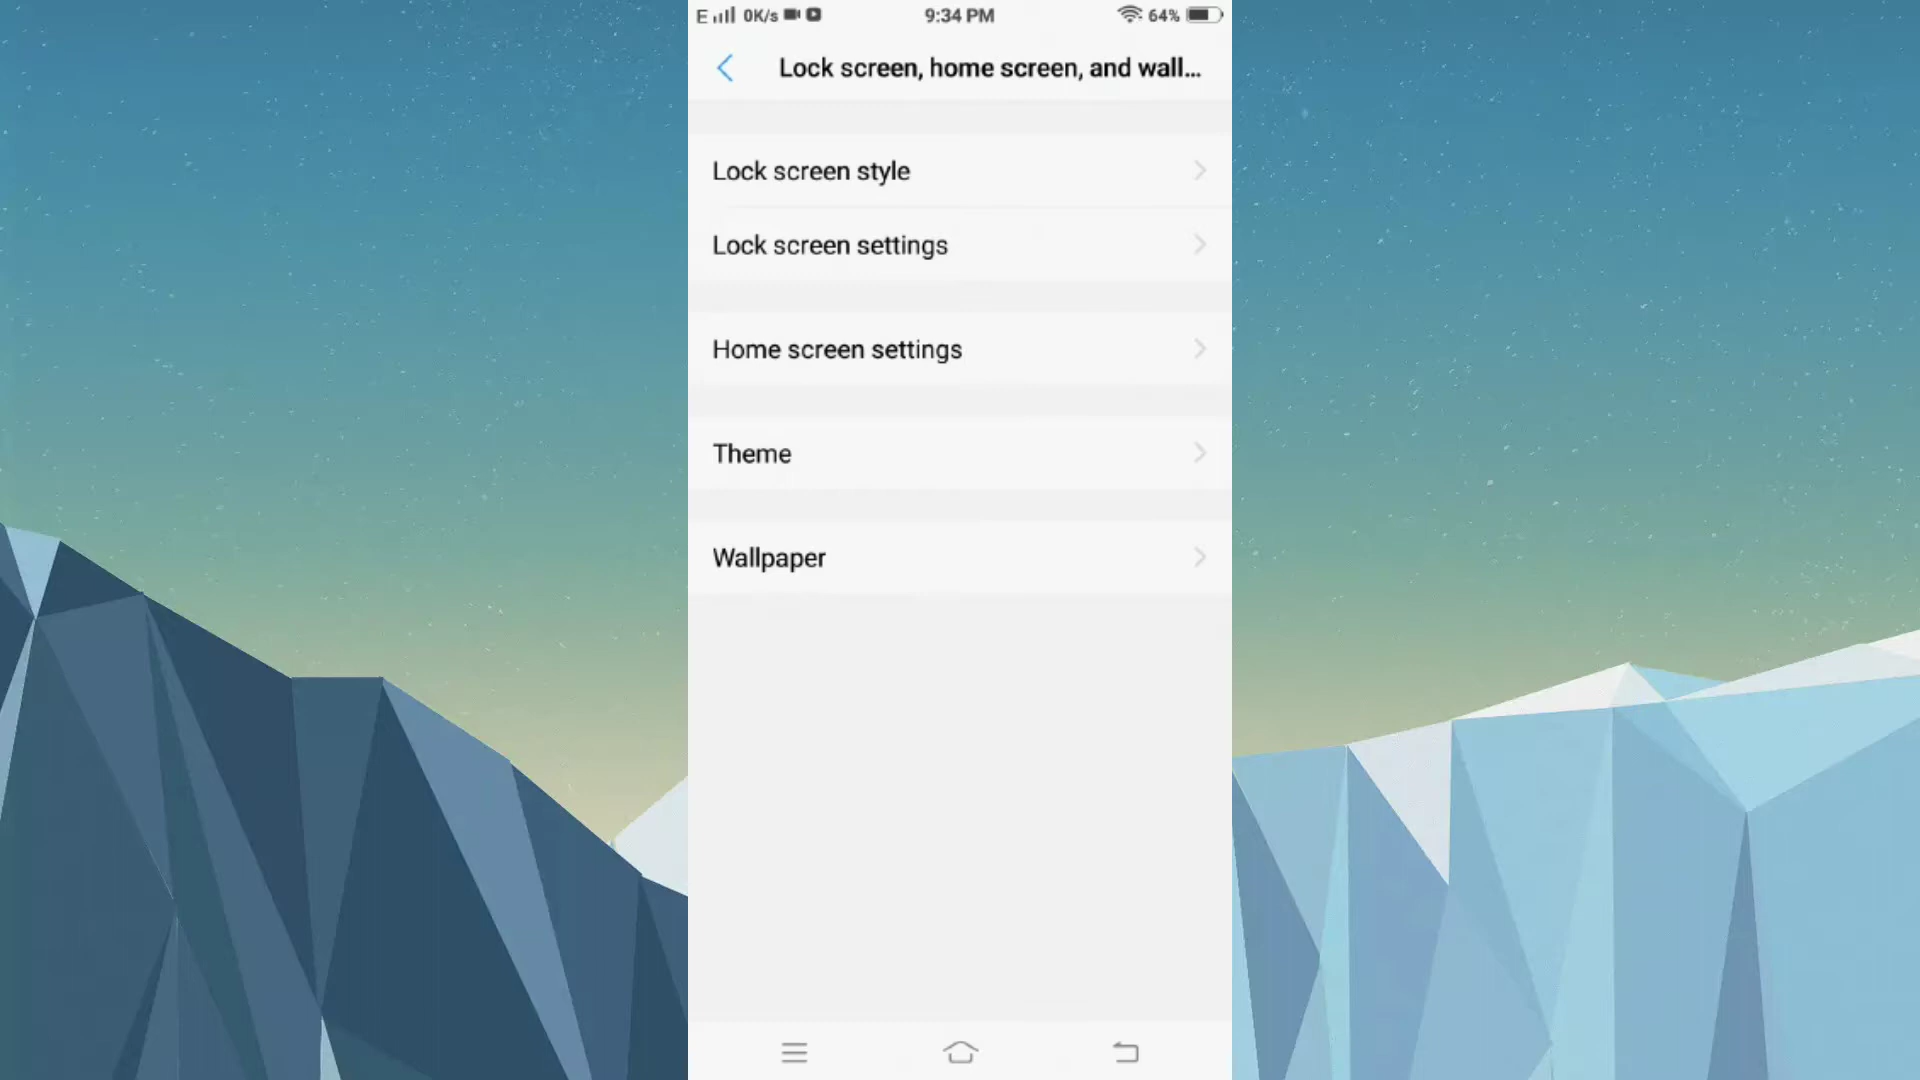 E 0K/s 9:34 PM 64%
Lock screen, home screen, and wall...
Lock screen style
Lock screen settings
Home screen settings
Theme
Wallpaper